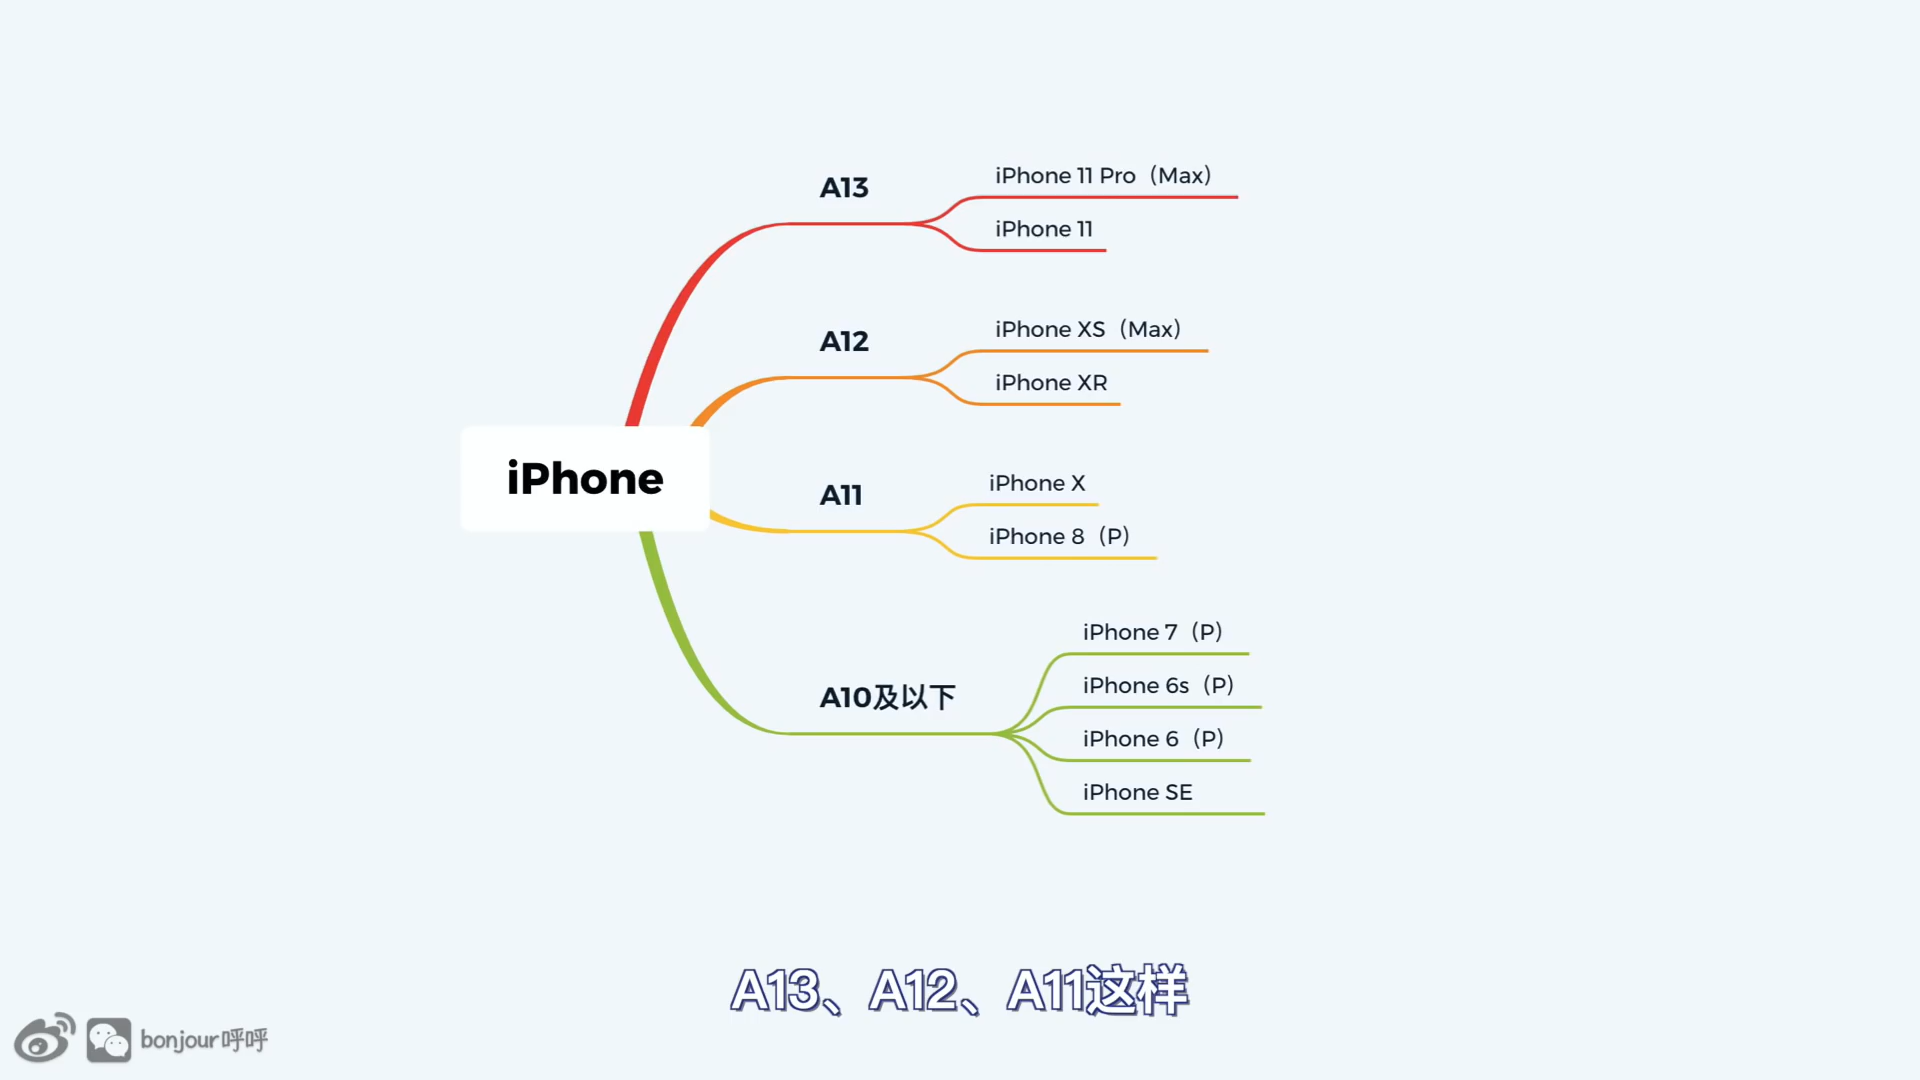 iPhone
A13
iPhone 11 Pro（Max）
iPhone 11
A12
iPhone XS（Max）
iPhone XR
A11
iPhone X
iPhone 8（P）
A10及以下
iPhone 7（P）
iPhone 6s（P）
iPhone 6（P）
iPhone SE
A13、A12、A11这样
bonjour呼呼